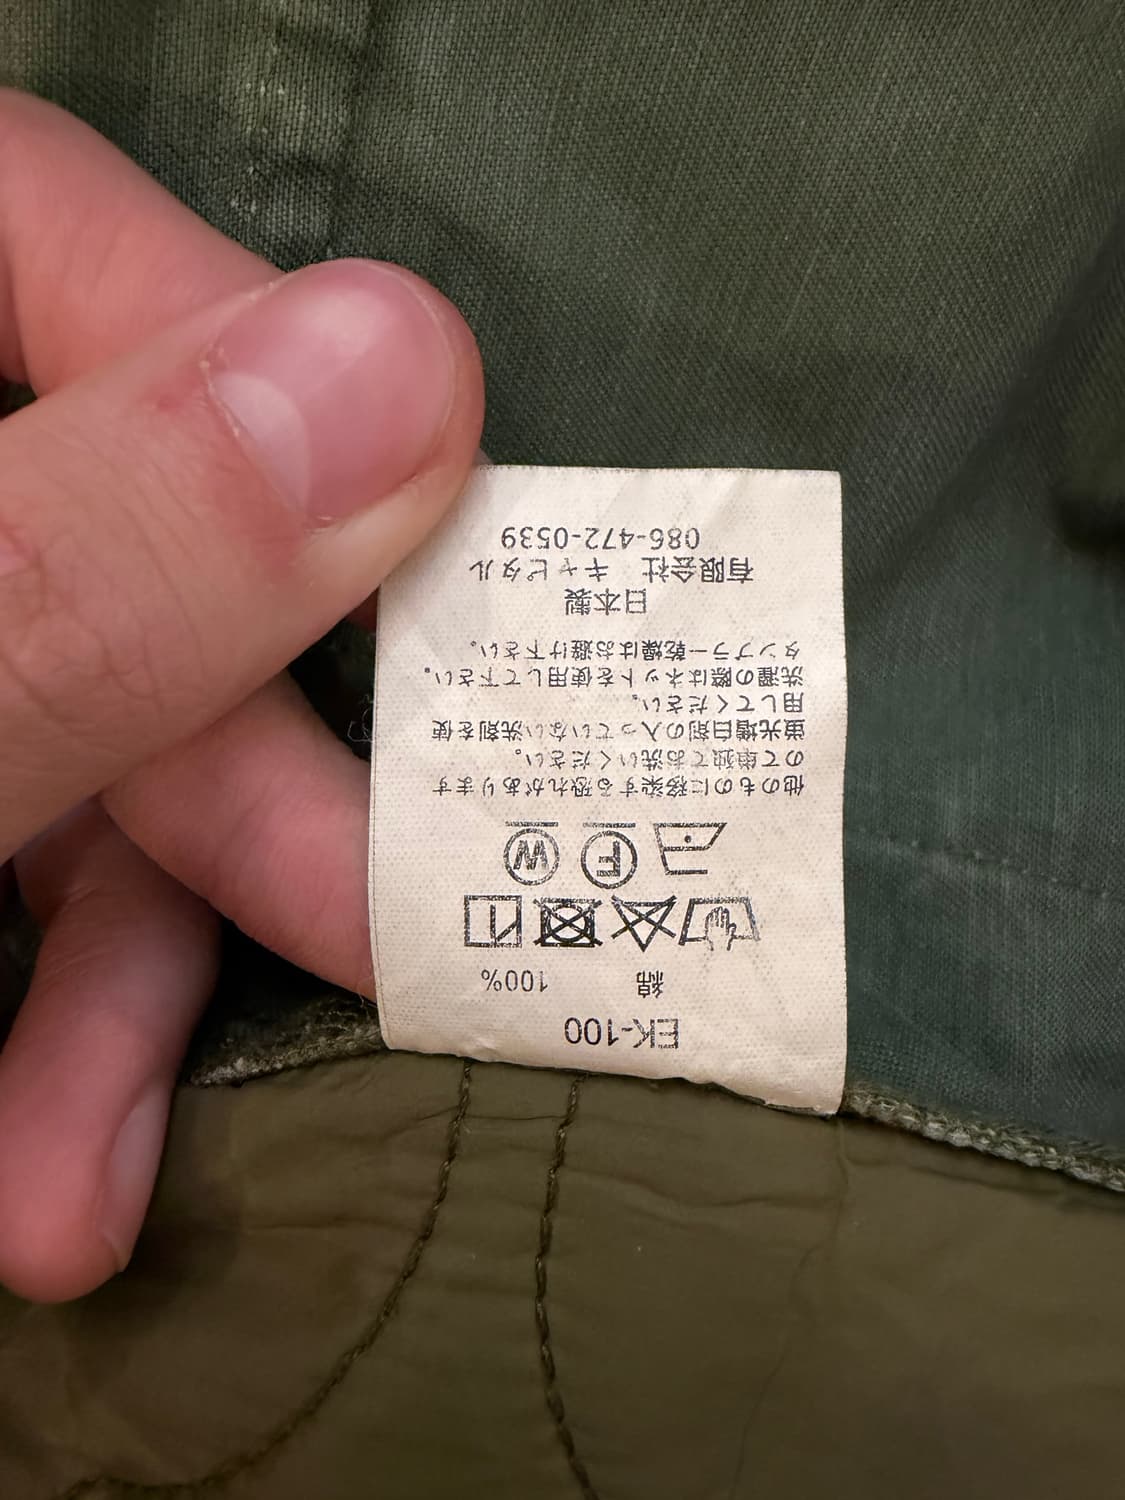 EK-100
綿 100%
F W
他のものに移染する恐れがあります
ので単独でお洗いください。
蛍光増白剤の入っていない洗剤を使
用してください。
洗濯の際はネットを使用して下さい。
タンブラー乾燥はお避け下さい。
日本製
有限会社 キャピタル
086-472-0539